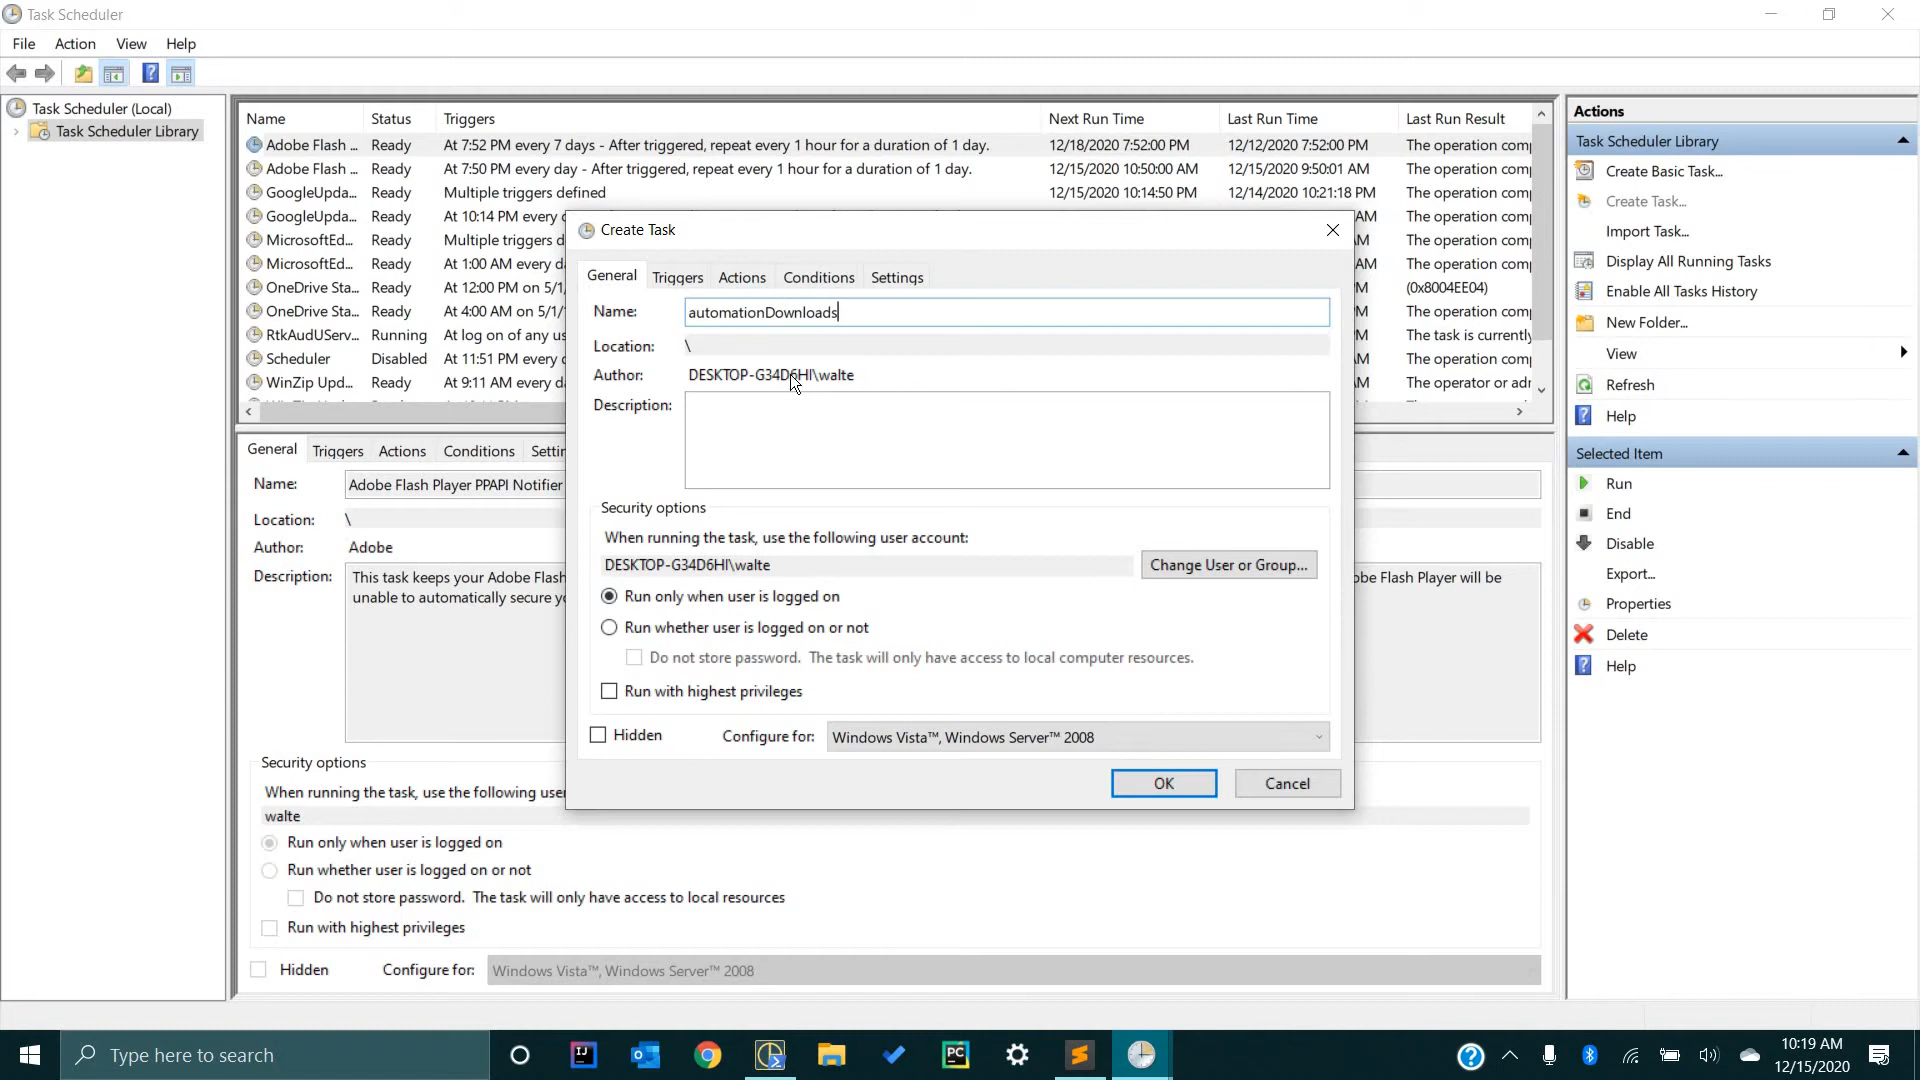 Task Scheduler
File Action View Help
Task Scheduler (Local)
Task Scheduler Library
Name Status Triggers Next Run Time Last Run Time Last Run Result
Adobe Flash ... Ready At 7:52 PM every 7 days - After triggered, repeat every 1 hour for a duration of 1 day. 12/18/2020 7:52:00 PM 12/12/2020 7:52:00 PM The operation com
Adobe Flash ... Ready At 7:50 PM every day - After triggered, repeat every 1 hour for a duration of 1 day. 12/15/2020 10:50:00 AM 12/15/2020 9:50:01 AM The operation com
GoogleUpda... Ready Multiple triggers defined 12/15/2020 10:14:50 PM 12/14/2020 10:21:18 PM The operation com
GoogleUpda... Ready At 10:14 PM every AM The operation com
MicrosoftEd... Ready Multiple triggers d M The operation com
MicrosoftEd... Ready At 1:00 AM every d AM The operation com
OneDrive Sta... Ready At 12:00 PM on 5/1, M (0x8004EE04)
OneDrive Sta... Ready At 4:00 AM on 5/1/ M The operation com
RtkAudUServ... Running At log on of any us M The task is currently
Scheduler Disabled At 11:51 PM every M The operation com
WinZip Upd... Ready At 9:11 AM every d M The operator or adr
General Triggers Actions Conditions Settin
Name: Adobe Flash Player PPAPI Notifier
Location: \
Author: Adobe
Description: This task keeps your Adobe Flash obe Flash Player will be
unable to automatically secure yo
Security options
When running the task, use the following user
walte
Run only when user is logged on
Run whether user is logged on or not
Do not store password. The task will only have access to local resources
Run with highest privileges
Hidden Configure for: Windows Vista™, Windows Server™ 2008
Create Task
General Triggers Actions Conditions Settings
Name: automationDownloads
Location: \
Author: DESKTOP-G34D6HI\walte
Description:
Security options
When running the task, use the following user account:
DESKTOP-G34D6HI\walte Change User or Group...
Run only when user is logged on
Run whether user is logged on or not
Do not store password. The task will only have access to local computer resources.
Run with highest privileges
Hidden Configure for: Windows Vista™, Windows Server™ 2008
OK Cancel
Actions
Task Scheduler Library
Create Basic Task...
Create Task...
Import Task...
Display All Running Tasks
Enable All Tasks History
New Folder...
View
Refresh
Help
Selected Item
Run
End
Disable
Export...
Properties
Delete
Help
Type here to search
IJ
PC
10:19 AM
12/15/2020